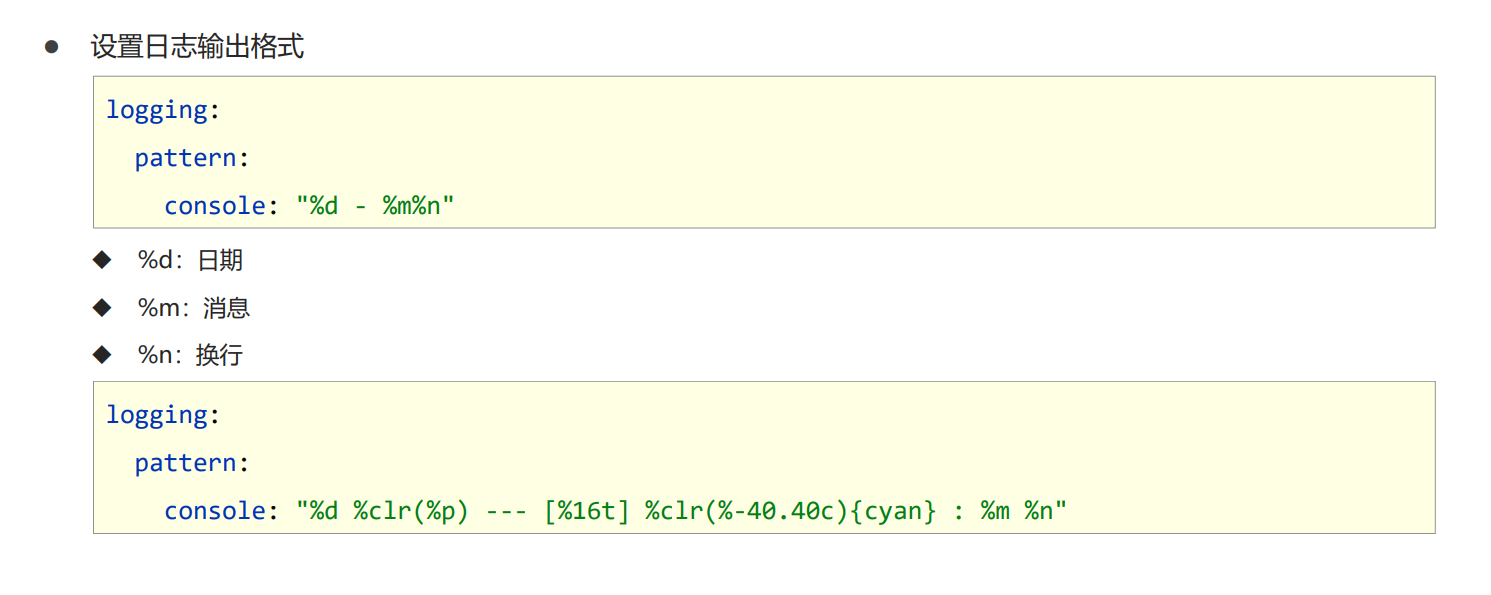 ● 设置日志输出格式
logging:
  pattern:
    console: "%d - %m%n"
◆ %d：日期
◆ %m：消息
◆ %n：换行
logging:
  pattern:
    console: "%d %clr(%p) --- [%16t] %clr(%-40.40c){cyan} : %m %n"